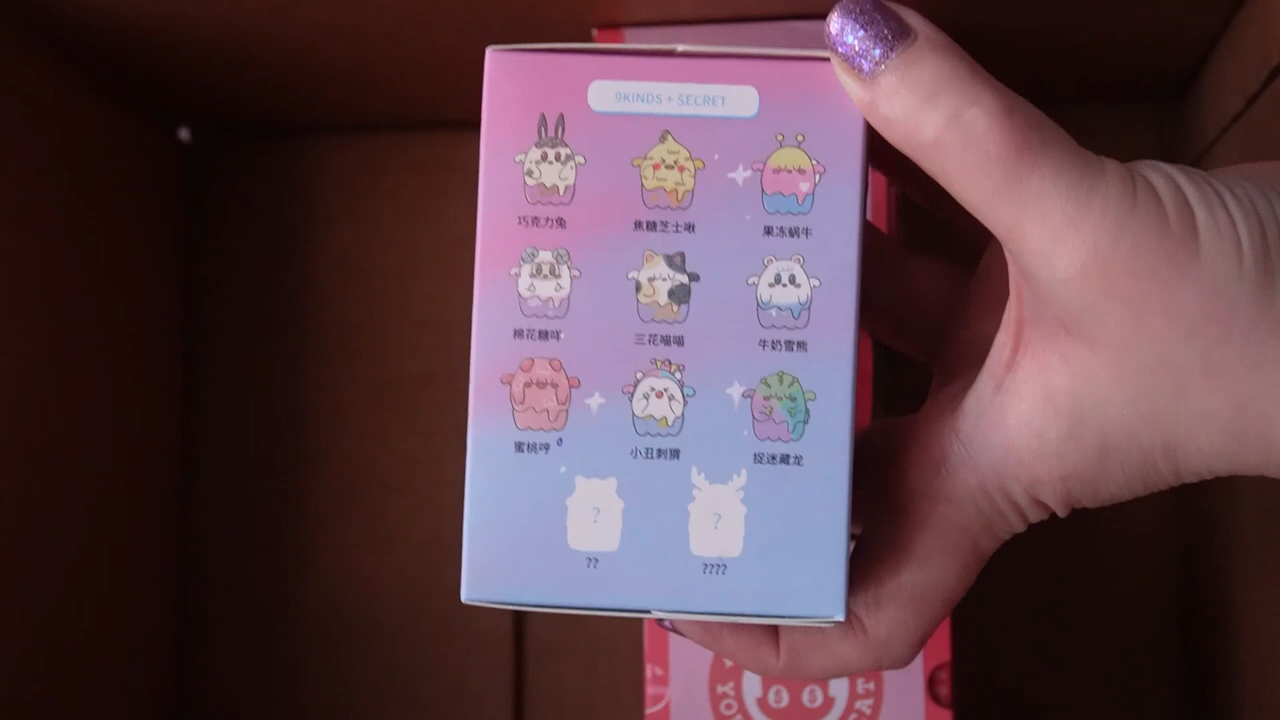 9KINDS + SECRET
巧克力兔
焦糖芝士啾
果冻蜗牛
棉花糖咩
三花喵喵
牛奶雪熊
蜜桃哼
小丑刺猬
捉迷藏龙
?
?
??
????